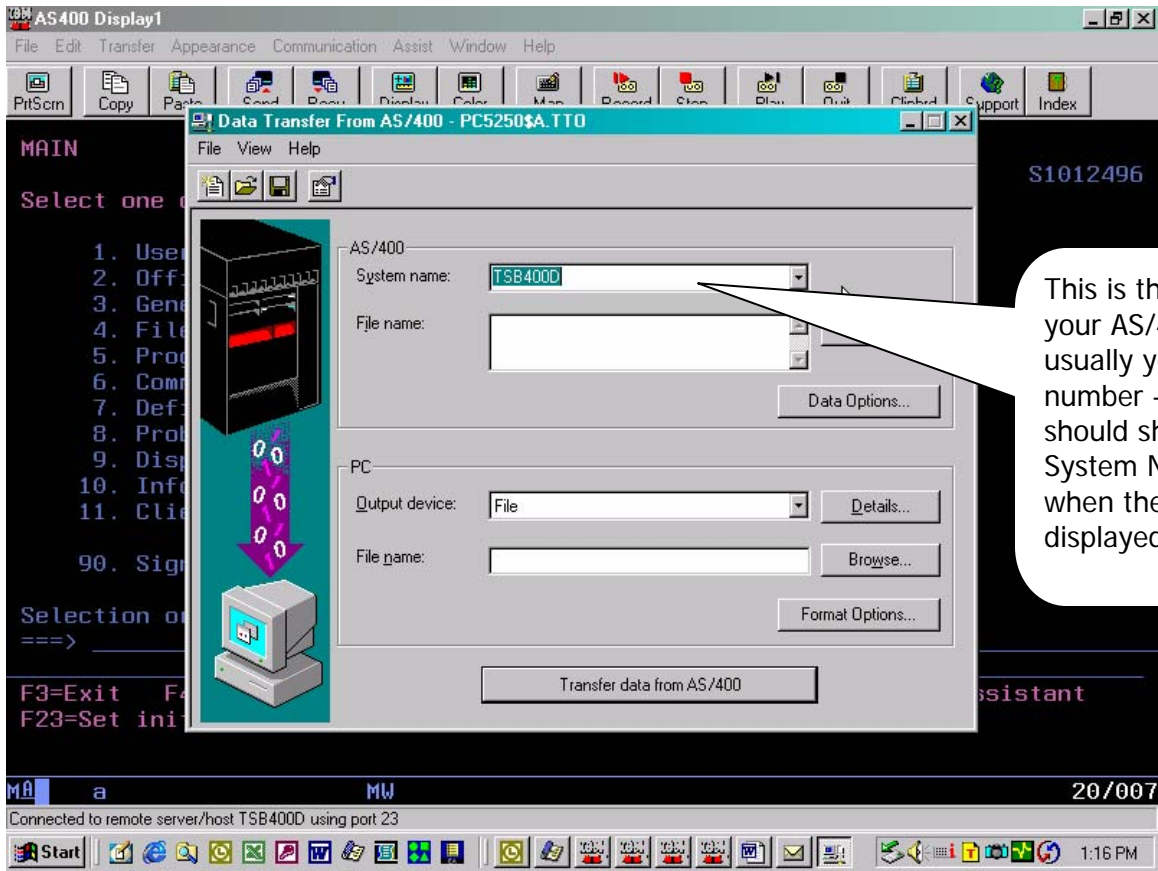 AS400 Display1
File Edit Transfer Appearance Communication Assist Window Help
PrtScrn Copy Paste Send Recv Display Color Map Record Stop Play Quit Clipbrd Support Index
Data Transfer From AS/400 - PC5250$A.TTO
File View Help
MAIN
S1012496
Select one
1. User
2. Off
3. Gene
4. File
5. Prog
6. Comm
7. Def
8. Prob
9. Disp
10. Info
11. Clie
90. Sign
Selection or
===>
F3=Exit F4 ssistant
F23=Set ini
AS/400
System name: TSB400D
File name:
Data Options...
PC
Output device: File Details...
File name: Browse...
Format Options...
Transfer data from AS/400
This is th
your AS/4
usually y
number -
should sh
System N
when the
displayed
MA a MW 20/007
Connected to remote server/host TSB400D using port 23
Start 1:16 PM